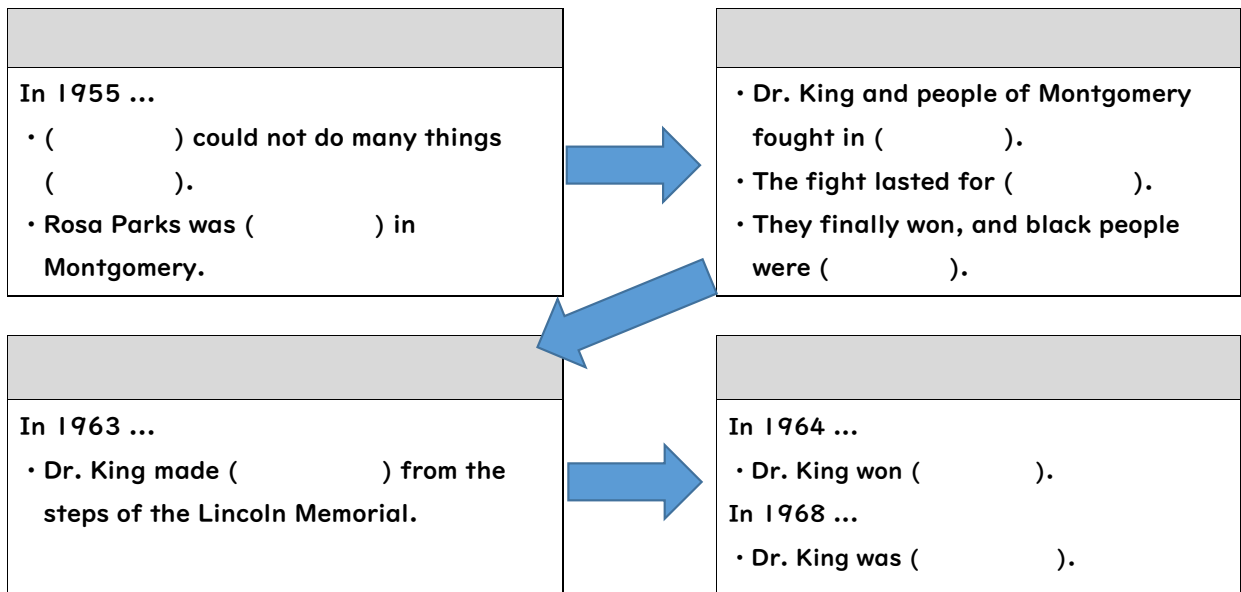 In 1955 ...
・(　　　　) could not do many things
(　　　　).
・Rosa Parks was (　　　　) in
Montgomery.
・Dr. King and people of Montgomery
fought in (　　　　).
・The fight lasted for (　　　　).
・They finally won, and black people
were (　　　　).
In 1963 ...
・Dr. King made (　　　　) from the
steps of the Lincoln Memorial.
In 1964 ...
・Dr. King won (　　　　).
In 1968 ...
・Dr. King was (　　　　).